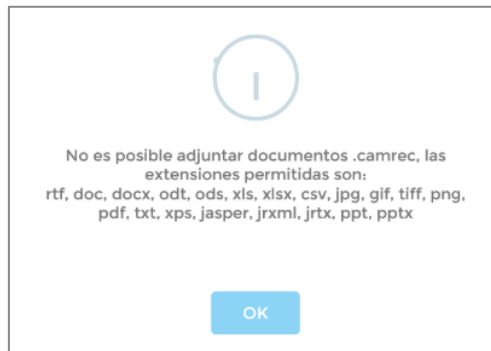 No es posible adjuntar documentos .camrec, las
extensiones permitidas son:
rtf, doc, docx, odt, ods, xls, xlsx, csv, jpg, gif, tiff, png,
pdf, txt, xps, jasper, jrxml, jrtx, ppt, pptx
OK